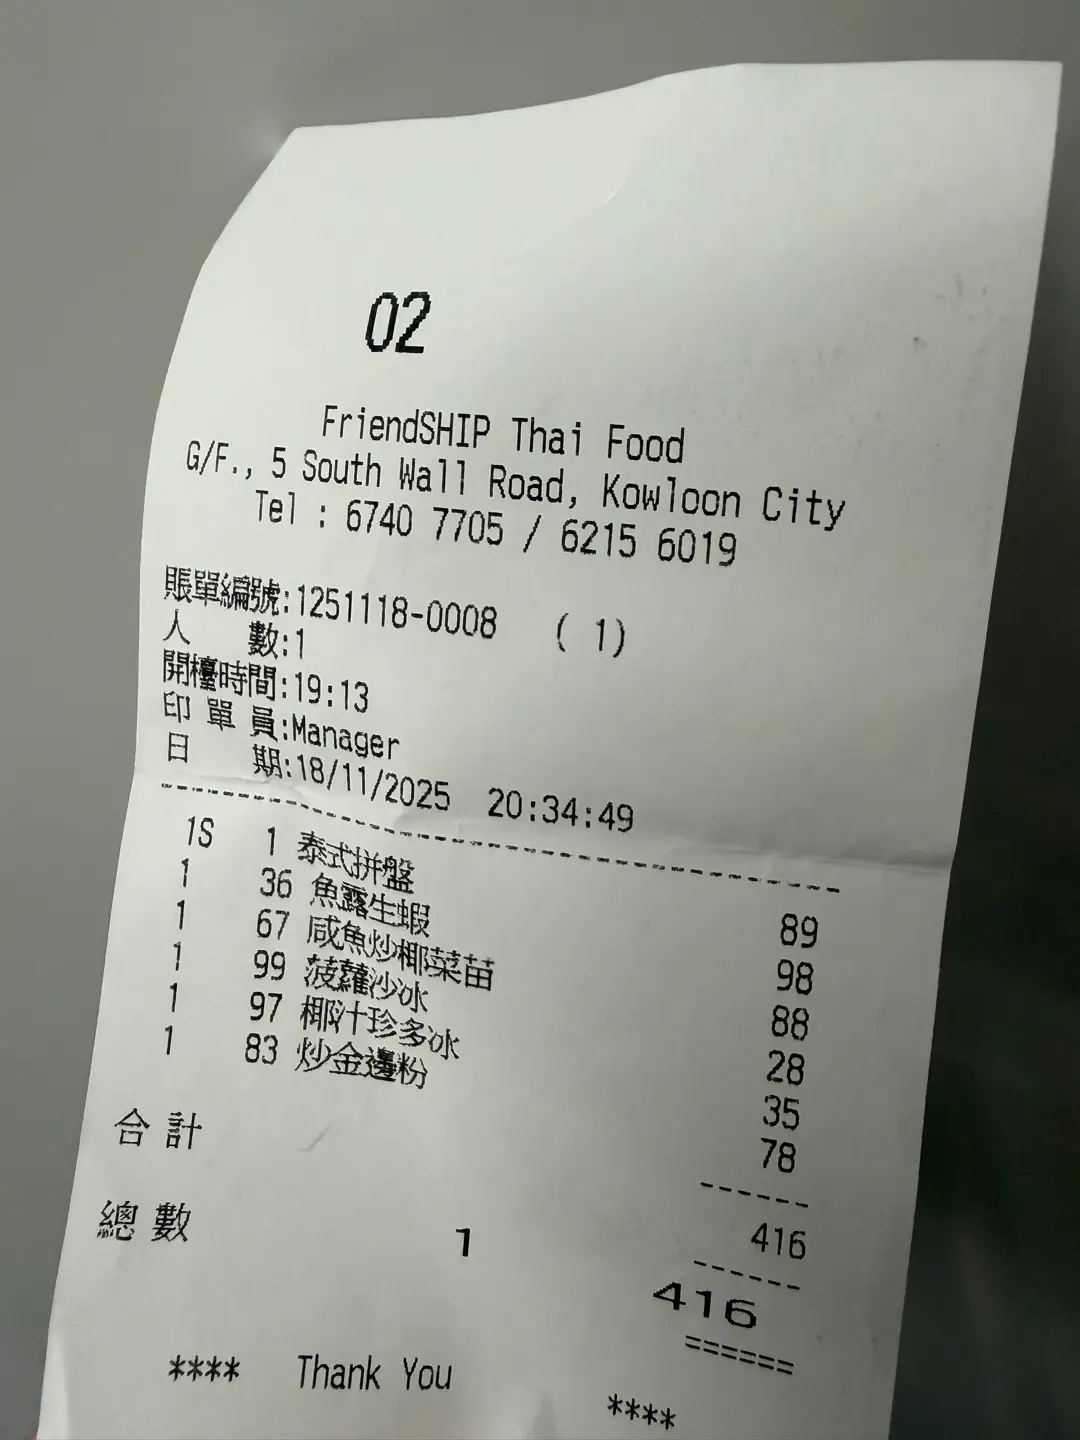 02
FriendSHIP Thai Food
G/F., 5 South Wall Road, Kowloon City
Tel : 6740 7705 / 6215 6019
賬單編號:1251118-0008 ( 1)
人 數:1
開檯時間:19:13
印 單 員:Manager
日 期:18/11/2025 20:34:49
1S 1 泰式拼盤 89
1 36 魚露生蝦 98
1 67 咸魚炒椰菜苗 88
1 99 菠蘿沙冰 28
1 97 椰汁珍多冰 35
1 83 炒金邊粉 78
合 計 416
總 數 1 416
**** Thank You ****